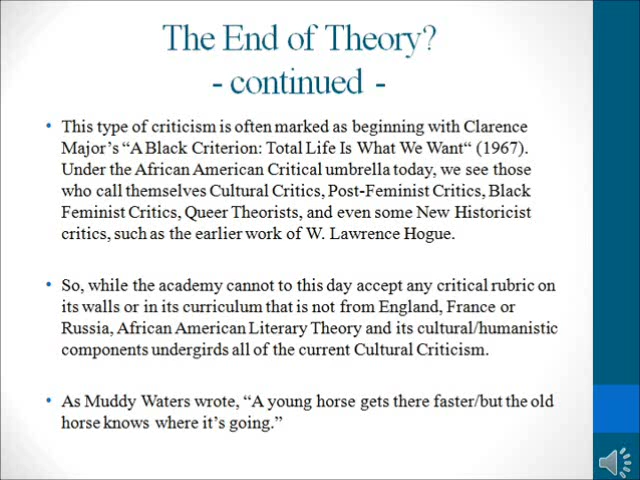 The End of Theory?
- continued -
• This type of criticism is often marked as beginning with Clarence
Major's "A Black Criterion: Total Life Is What We Want" (1967).
Under the African American Critical umbrella today, we see those
who call themselves Cultural Critics, Post-Feminist Critics, Black
Feminist Critics, Queer Theorists, and even some New Historicist
critics, such as the earlier work of W. Lawrence Hogue.
• So, while the academy cannot to this day accept any critical rubric on
its walls or in its curriculum that is not from England, France or
Russia, African American Literary Theory and its cultural/humanistic
components undergirds all of the current Cultural Criticism.
• As Muddy Waters wrote, "A young horse gets there faster/but the old
horse knows where it's going."